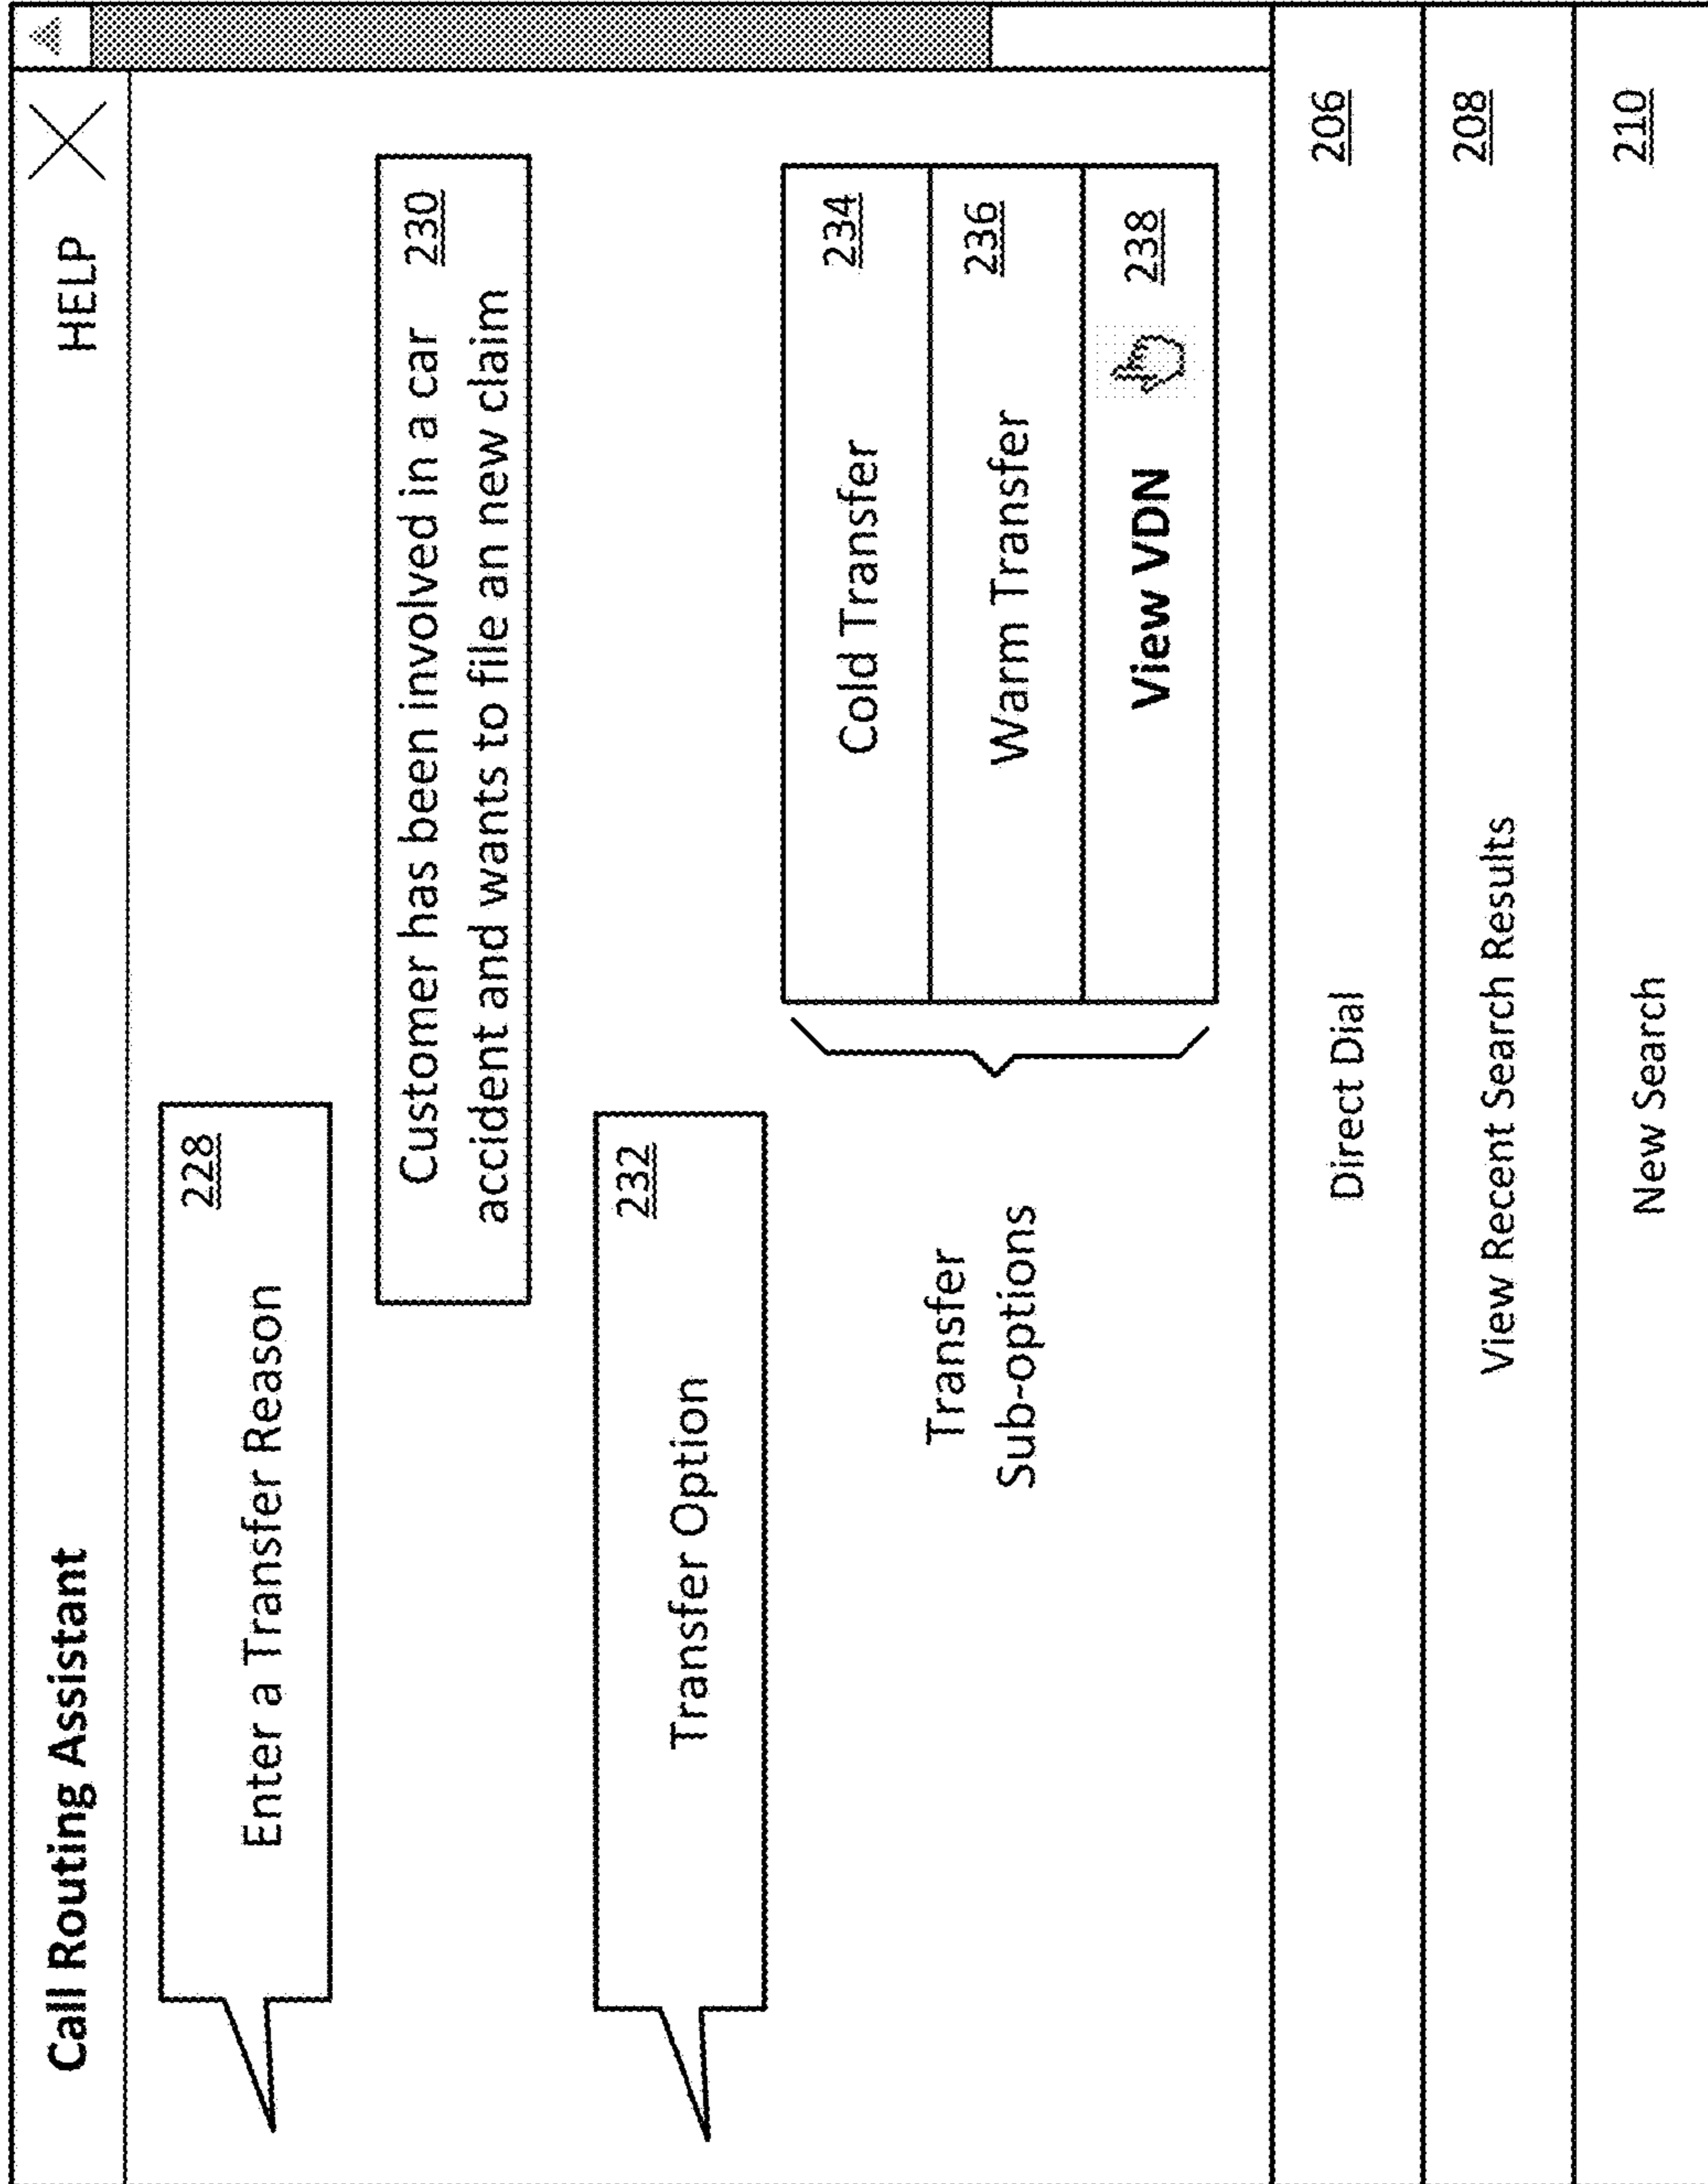 Call Routing Assistant HELP
228
Enter a Transfer Reason
Customer has been involved in a car 230
accident and wants to file an new claim
232
Transfer Option
Cold Transfer 234
Transfer
Sub-options
Warm Transfer 236
View VDN 238
Direct Dial 206
View Recent Search Results 208
New Search 210